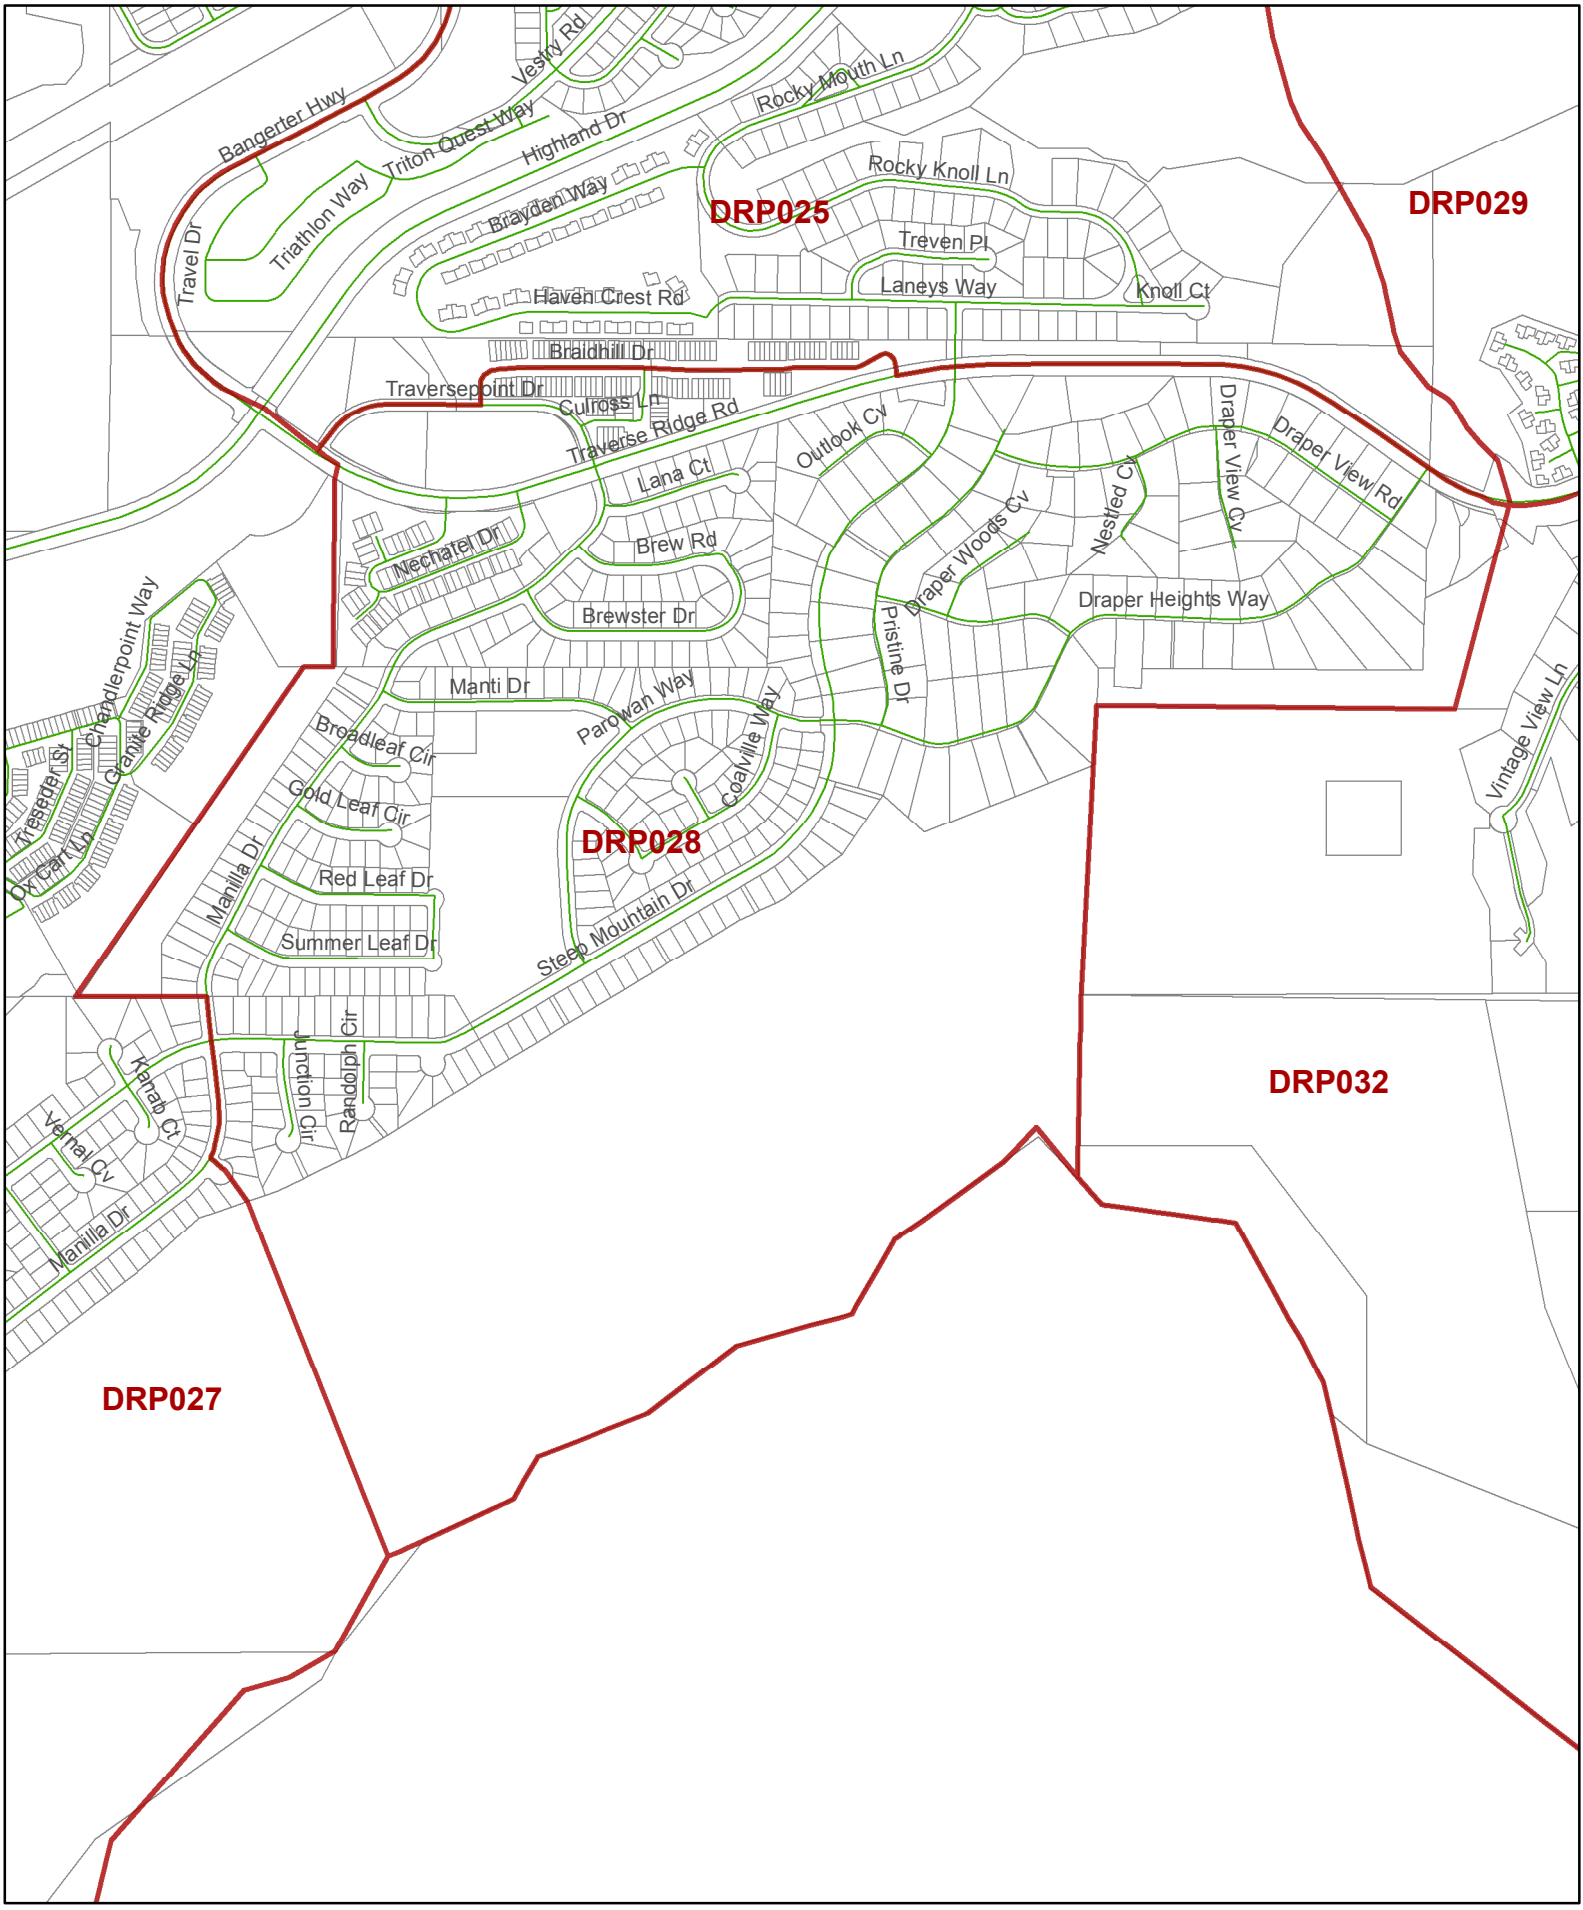 Vestry Rd
Rocky Mouth Ln
Bangerter Hwy
Triton Quest Way
Highland Dr
Rocky Knoll Ln
Triathlon Way
Brayden Way
DRP025
DRP029
Travel Dr
Treven Pl
Laneys Way
Knoll Ct
Haven Crest Rd
Braidhill Dr
Traversepoint Dr
Culross Ln
Traverse Ridge Rd
Outlook Cv
Draper View Cv
Draper View Rd
Lana Ct
Nestled Cv
Nechatel Dr
Brew Rd
Draper Woods Cv
Brewster Dr
Draper Heights Way
Pristine Dr
Chandlerpoint Way
Granite Ridge Ln
Manti Dr
Parowan Way
Broadleaf Cir
Coalville Way
Vintage View Ln
Treseder St
Gold Leaf Cir
DRP028
Ox Cart Ln
Manilla Dr
Red Leaf Dr
Summer Leaf Dr
Steep Mountain Dr
Junction Cir
Randolph Cir
Kanab Ct
DRP032
Vernal Cv
Manilla Dr
DRP027